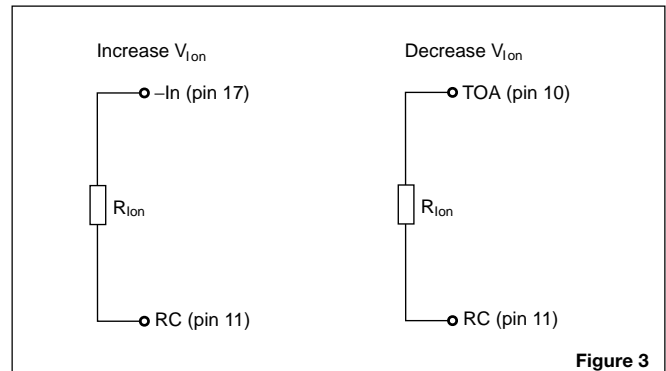 Increase VIon
–In (pin 17)
RIon
RC (pin 11)
Decrease VIon
TOA (pin 10)
RIon
RC (pin 11)
Figure 3